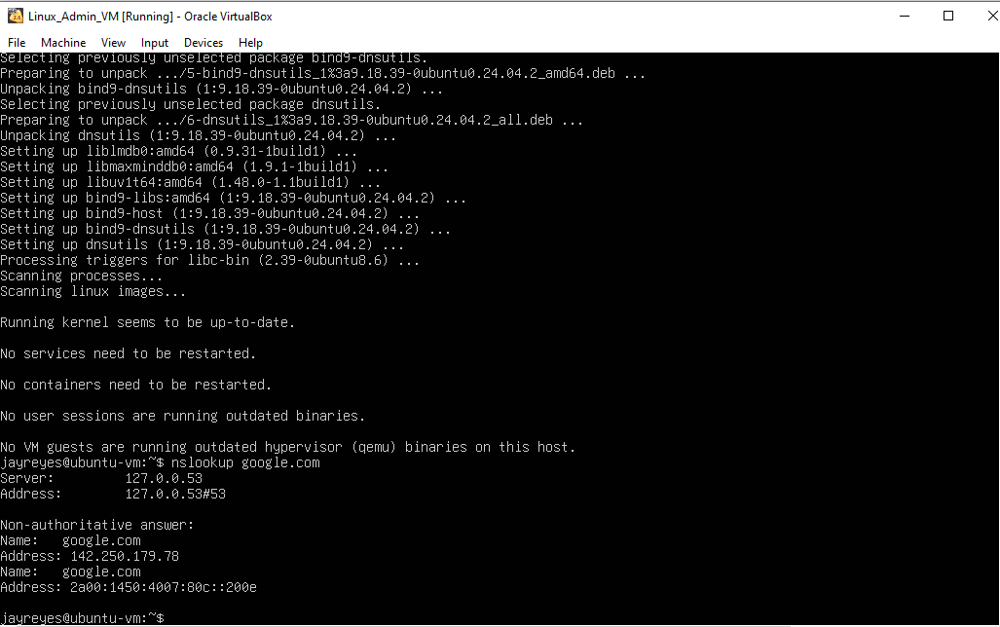 Linux_Admin_VM [Running] - Oracle VirtualBox
File Machine View Input Devices Help
Selecting previously unselected package bind9-dnsutils.
Preparing to unpack .../5-bind9-dnsutils_1%3a9.18.39-0ubuntu0.24.04.2_amd64.deb ...
Unpacking bind9-dnsutils (1:9.18.39-0ubuntu0.24.04.2) ...
Selecting previously unselected package dnsutils.
Preparing to unpack .../6-dnsutils_1%3a9.18.39-0ubuntu0.24.04.2_all.deb ...
Unpacking dnsutils (1:9.18.39-0ubuntu0.24.04.2) ...
Setting up liblmdb0:amd64 (0.9.31-1build1) ...
Setting up libmaxminddb0:amd64 (1.9.1-1build1) ...
Setting up libuv1t64:amd64 (1.48.0-1.1build1) ...
Setting up bind9-libs:amd64 (1:9.18.39-0ubuntu0.24.04.2) ...
Setting up bind9-host (1:9.18.39-0ubuntu0.24.04.2) ...
Setting up bind9-dnsutils (1:9.18.39-0ubuntu0.24.04.2) ...
Setting up dnsutils (1:9.18.39-0ubuntu0.24.04.2) ...
Processing triggers for libc-bin (2.39-0ubuntu8.6) ...
Scanning processes...
Scanning linux images...
Running kernel seems to be up-to-date.
No services need to be restarted.
No containers need to be restarted.
No user sessions are running outdated binaries.
No VM guests are running outdated hypervisor (qemu) binaries on this host.
jayreyes@ubuntu-vm:~$ nslookup google.com
Server: 127.0.0.53
Address: 127.0.0.53#53
Non-authoritative answer:
Name: google.com
Address: 142.250.179.78
Name: google.com
Address: 2a00:1450:4007:80c::200e
jayreyes@ubuntu-vm:~$